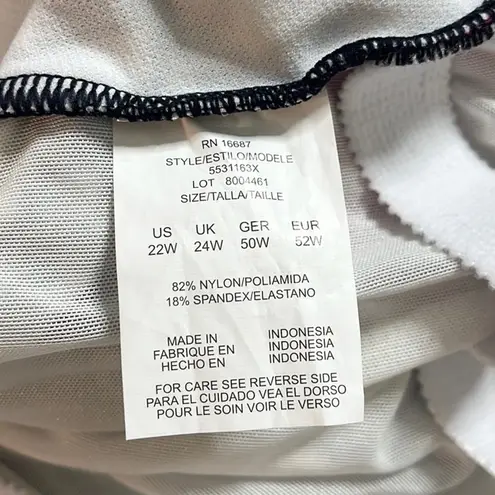 RN 16687
STYLE/ESTILO/MODELE
5531163X
LOT 8004461
SIZE/TALLA/TAILLE
US UK GER EUR
22W 24W 50W 52W
82% NYLON/POLIAMIDA
18% SPANDEX/ELASTANO
MADE IN INDONESIA
FABRIQUE EN INDONESIA
HECHO EN INDONESIA
FOR CARE SEE REVERSE SIDE
PARA EL CUIDADO VEA EL DORSO
POUR LE SOIN VOIR LE VERSO